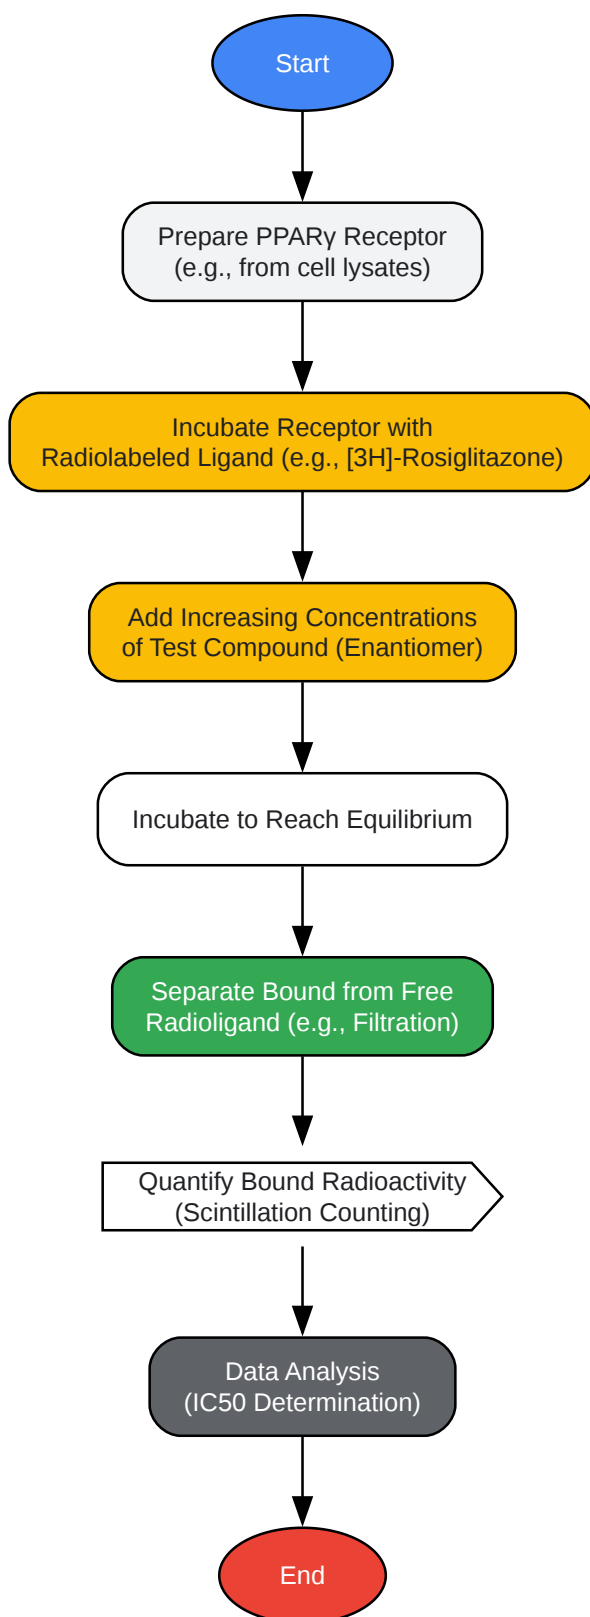 Start
Prepare PPARγ Receptor
(e.g., from cell lysates)
Incubate Receptor with
Radiolabeled Ligand (e.g., [3H]-Rosiglitazone)
Add Increasing Concentrations
of Test Compound (Enantiomer)
Incubate to Reach Equilibrium
Separate Bound from Free
Radioligand (e.g., Filtration)
Quantify Bound Radioactivity
(Scintillation Counting)
Data Analysis
(IC50 Determination)
End